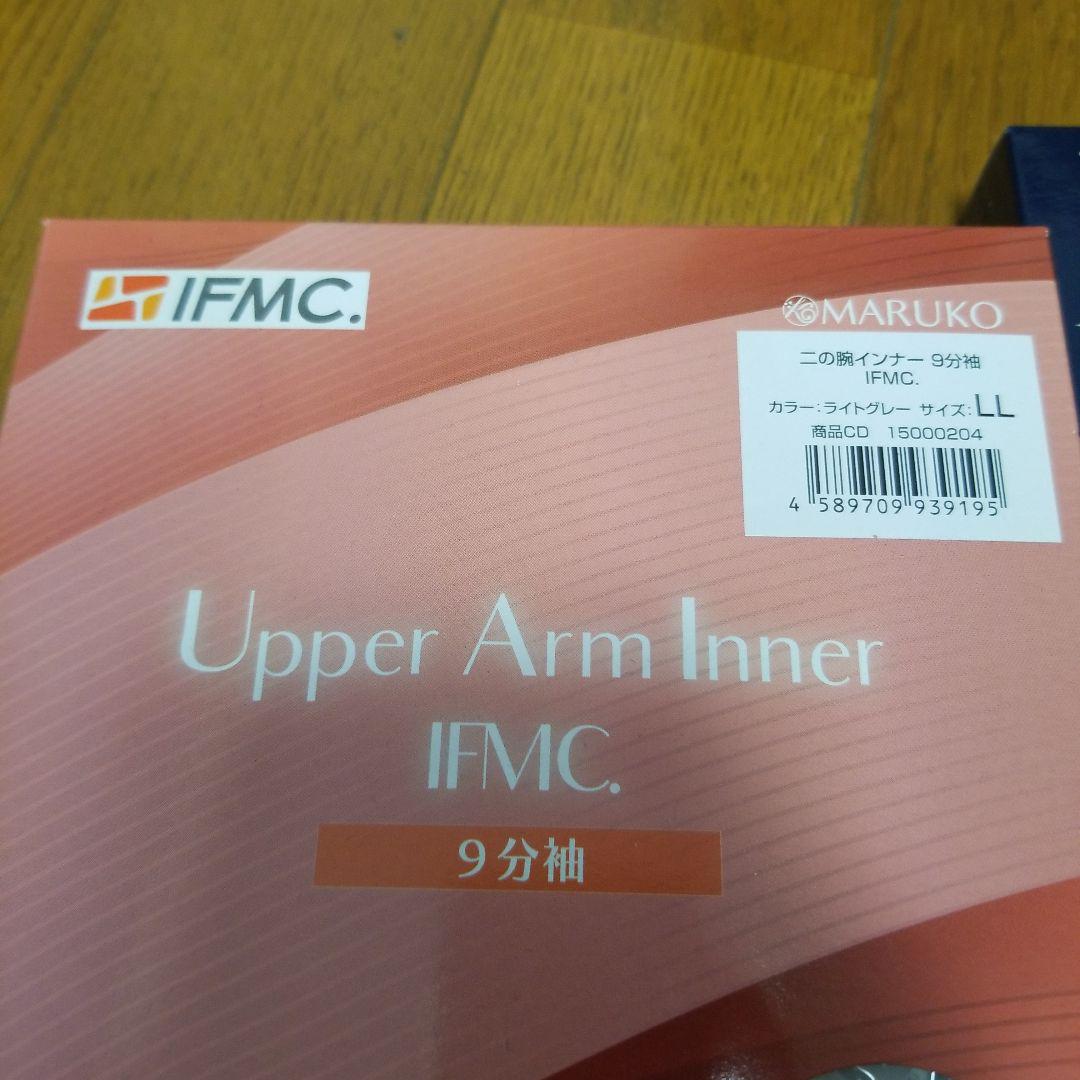 IFMC.
MARUKO
二の腕インナー 9分袖
IFMC.
カラー:ライトグレー サイズ:LL
商品CD 15000204
4 589709 939195
Upper Arm Inner
IFMC.
9分袖